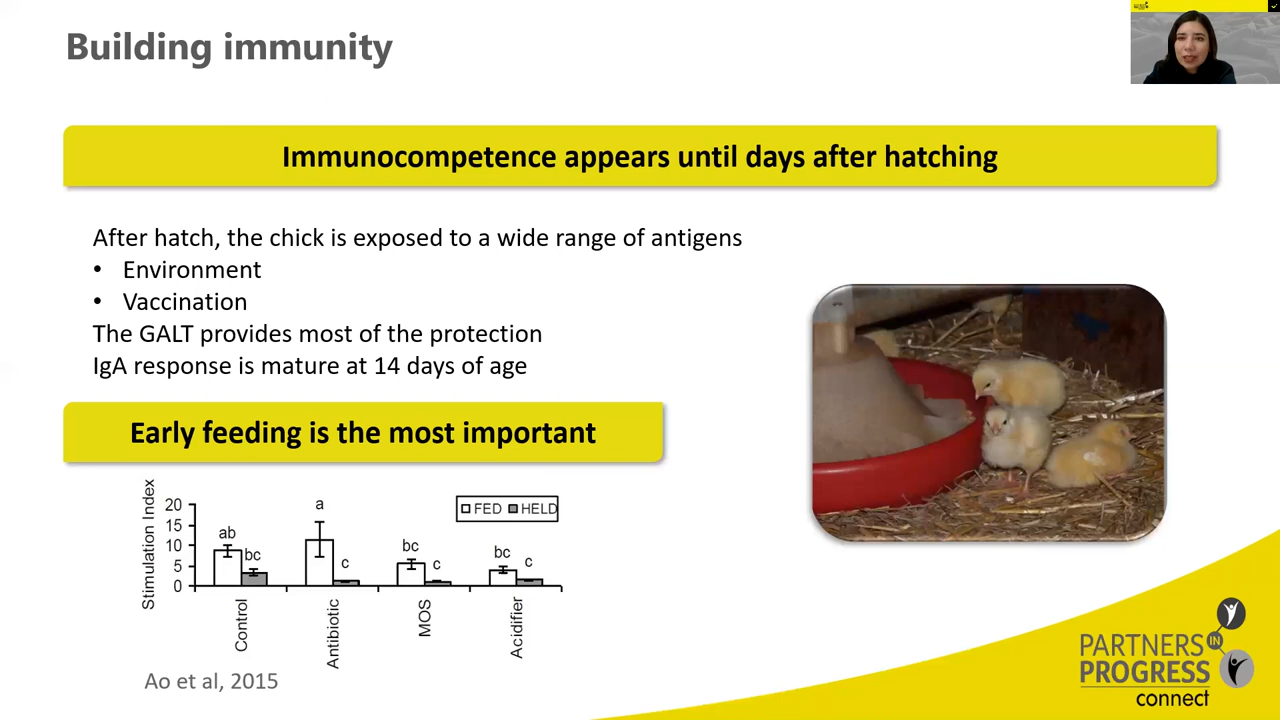 Building immunity
Immunocompetence appears until days after hatching
After hatch, the chick is exposed to a wide range of antigens
• Environment
• Vaccination
The GALT provides most of the protection
IgA response is mature at 14 days of age
Early feeding is the most important
Stimulation Index
20
15
10
5
0
ab
bc
a
c
bc
c
bc
c
FED HELD
Control
Antibiotic
MOS
Acidifier
Ao et al, 2015
PARTNERS IN
PROGRESS
connect